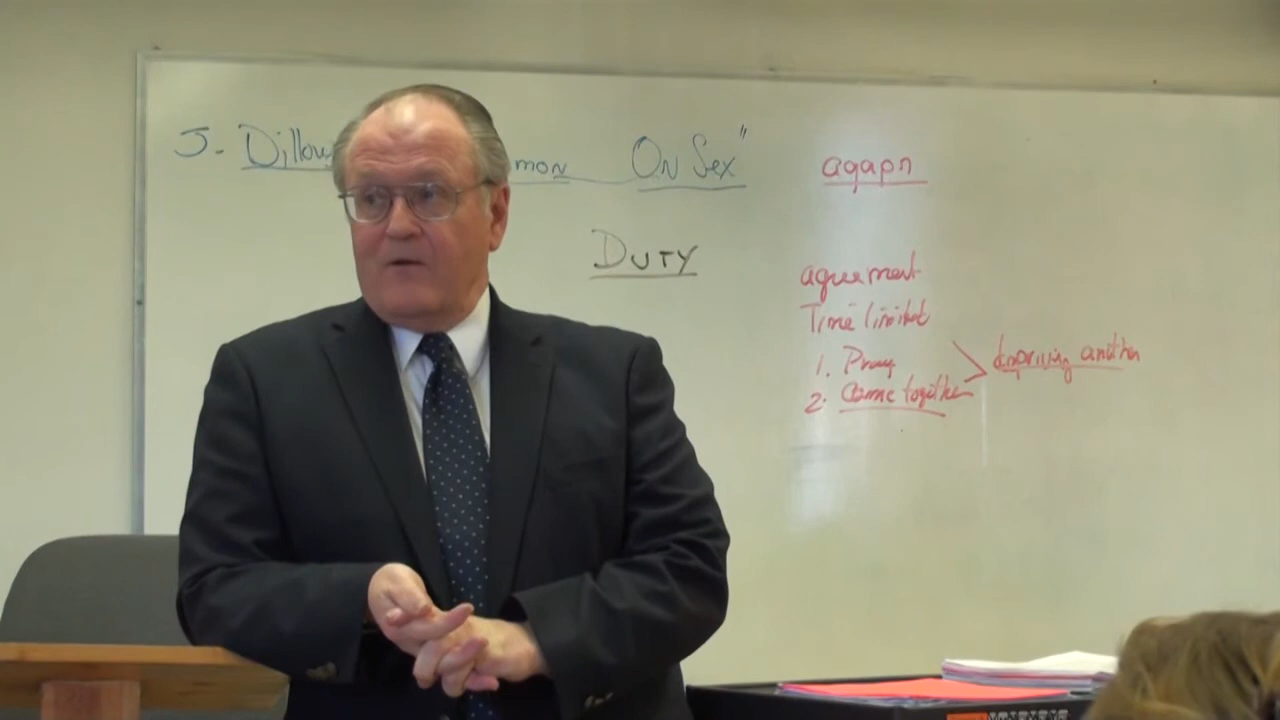 J. Dillow mon On Sex"
agapη
DUTY
agreement
Time limited
1. Pray
2. Come together
depriving another